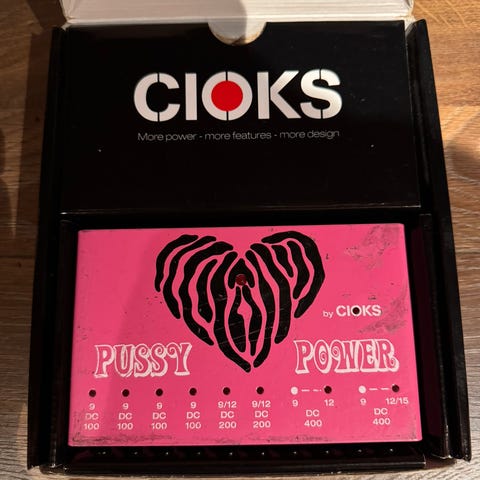 CIOKS
More power - more features - more design
by CIOKS
PUSSY POWER
9 9 9 9 9/12 9/12 9 12 9 12/15
DC DC DC DC DC DC DC DC
100 100 100 100 200 200 400 400